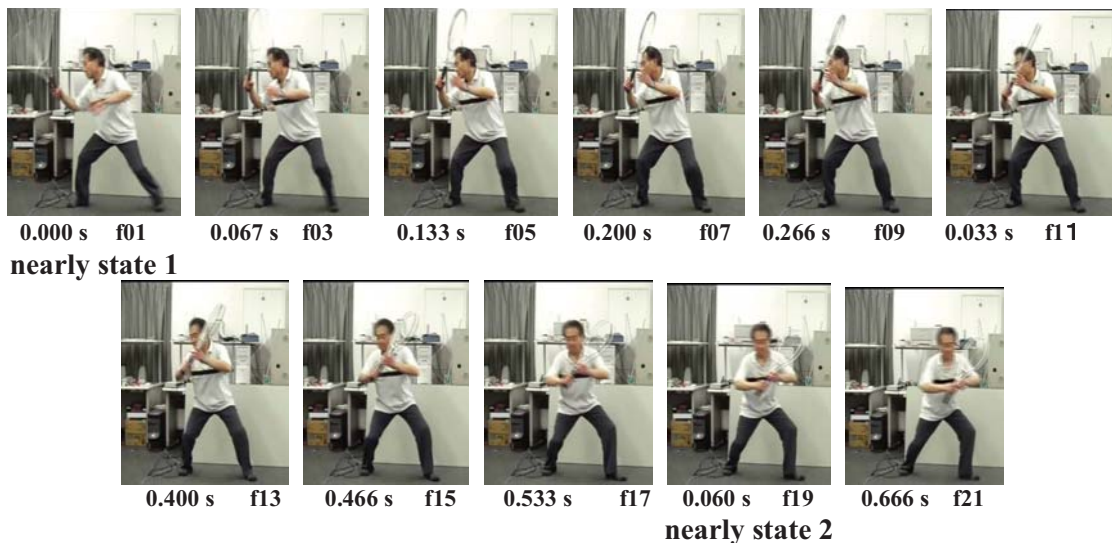 0.000 s f01 0.067 s f03 0.133 s f05 0.200 s f07 0.266 s f09 0.033 s f11
nearly state 1
0.400 s f13 0.466 s f15 0.533 s f17 0.060 s f19 0.666 s f21
nearly state 2